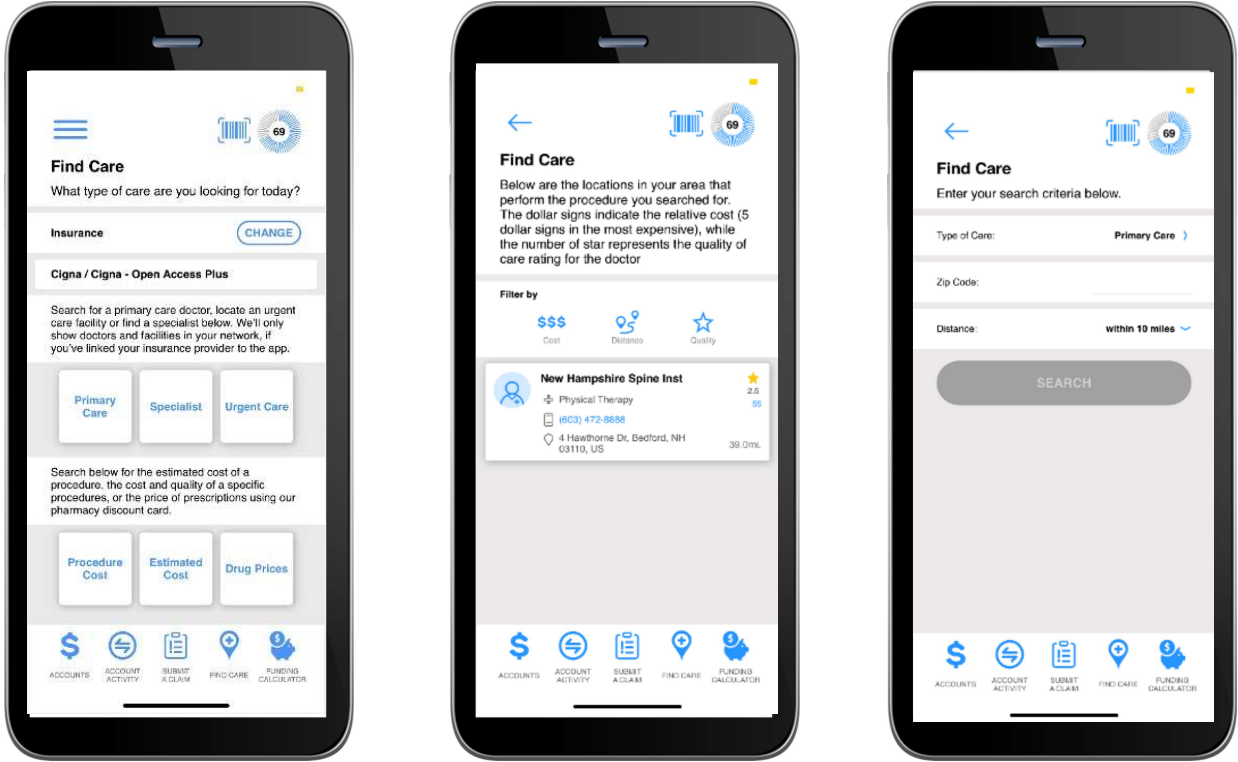 69
Find Care
What type of care are you looking for today?
Insurance
CHANGE
Cigna / Cigna - Open Access Plus
Search for a primary care doctor, locate an urgent
care facility or find a specialist below. We'll only
show doctors and facilities in your network, if
you've linked your insurance provider to the app.
Primary
Care
Specialist
Urgent Care
Search below for the estimated cost of a
procedure, the cost and quality of a specific
procedures, or the price of prescriptions using our
pharmacy discount card.
Procedure
Cost
Estimated
Cost
Drug Prices
ACCOUNTS
ACCOUNT
ACTIVITY
SUBMIT
A CLAIM
FIND CARE
FUNDING
CALCULATOR
69
Find Care
Below are the locations in your area that
perform the procedure you searched for.
The dollar signs indicate the relative cost (5
dollar signs in the most expensive), while
the number of star represents the quality of
care rating for the doctor
Filter by
$$$
Cost
Distance
Quality
New Hampshire Spine Inst
2.5
Physical Therapy
$$
(603) 472-8888
4 Hawthorne Dr, Bedford, NH
03110, US
39.0mi.
ACCOUNTS
ACCOUNT
ACTIVITY
SUBMIT
A CLAIM
FIND CARE
FUNDING
CALCULATOR
69
Find Care
Enter your search criteria below.
Type of Care:
Primary Care
Zip Code:
Distance:
within 10 miles
SEARCH
ACCOUNTS
ACCOUNT
ACTIVITY
SUBMIT
A CLAIM
FIND CARE
FUNDING
CALCULATOR